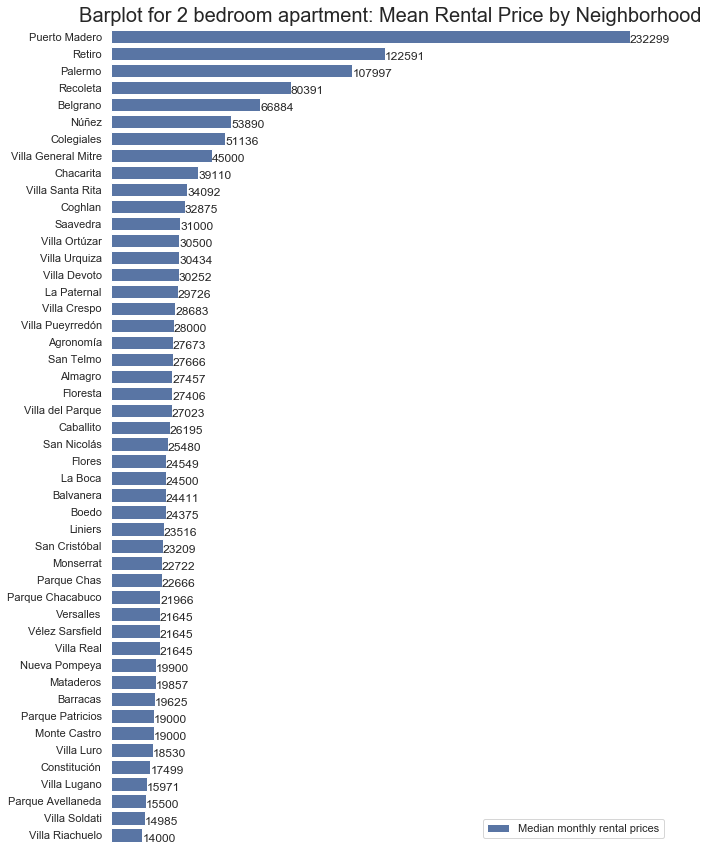 Barplot for 2 bedroom apartment: Mean Rental Price by Neighborhood
Puerto Madero 232299
Retiro 122591
Palermo 107997
Recoleta 80391
Belgrano 66884
Núñez 53890
Colegiales 51136
Villa General Mitre 45000
Chacarita 39110
Villa Santa Rita 34092
Coghlan 32875
Saavedra 31000
Villa Ortúzar 30500
Villa Urquiza 30434
Villa Devoto 30252
La Paternal 29726
Villa Crespo 28683
Villa Pueyrredón 28000
Agronomía 27673
San Telmo 27666
Almagro 27457
Floresta 27406
Villa del Parque 27023
Caballito 26195
San Nicolás 25480
Flores 24549
La Boca 24500
Balvanera 24411
Boedo 24375
Liniers 23516
San Cristóbal 23209
Monserrat 22722
Parque Chas 22666
Parque Chacabuco 21966
Versalles 21645
Vélez Sarsfield 21645
Villa Real 21645
Nueva Pompeya 19900
Mataderos 19857
Barracas 19625
Parque Patricios 19000
Monte Castro 19000
Villa Luro 18530
Constitución 17499
Villa Lugano 15971
Parque Avellaneda 15500
Villa Soldati 14985
Villa Riachuelo 14000
Median monthly rental prices